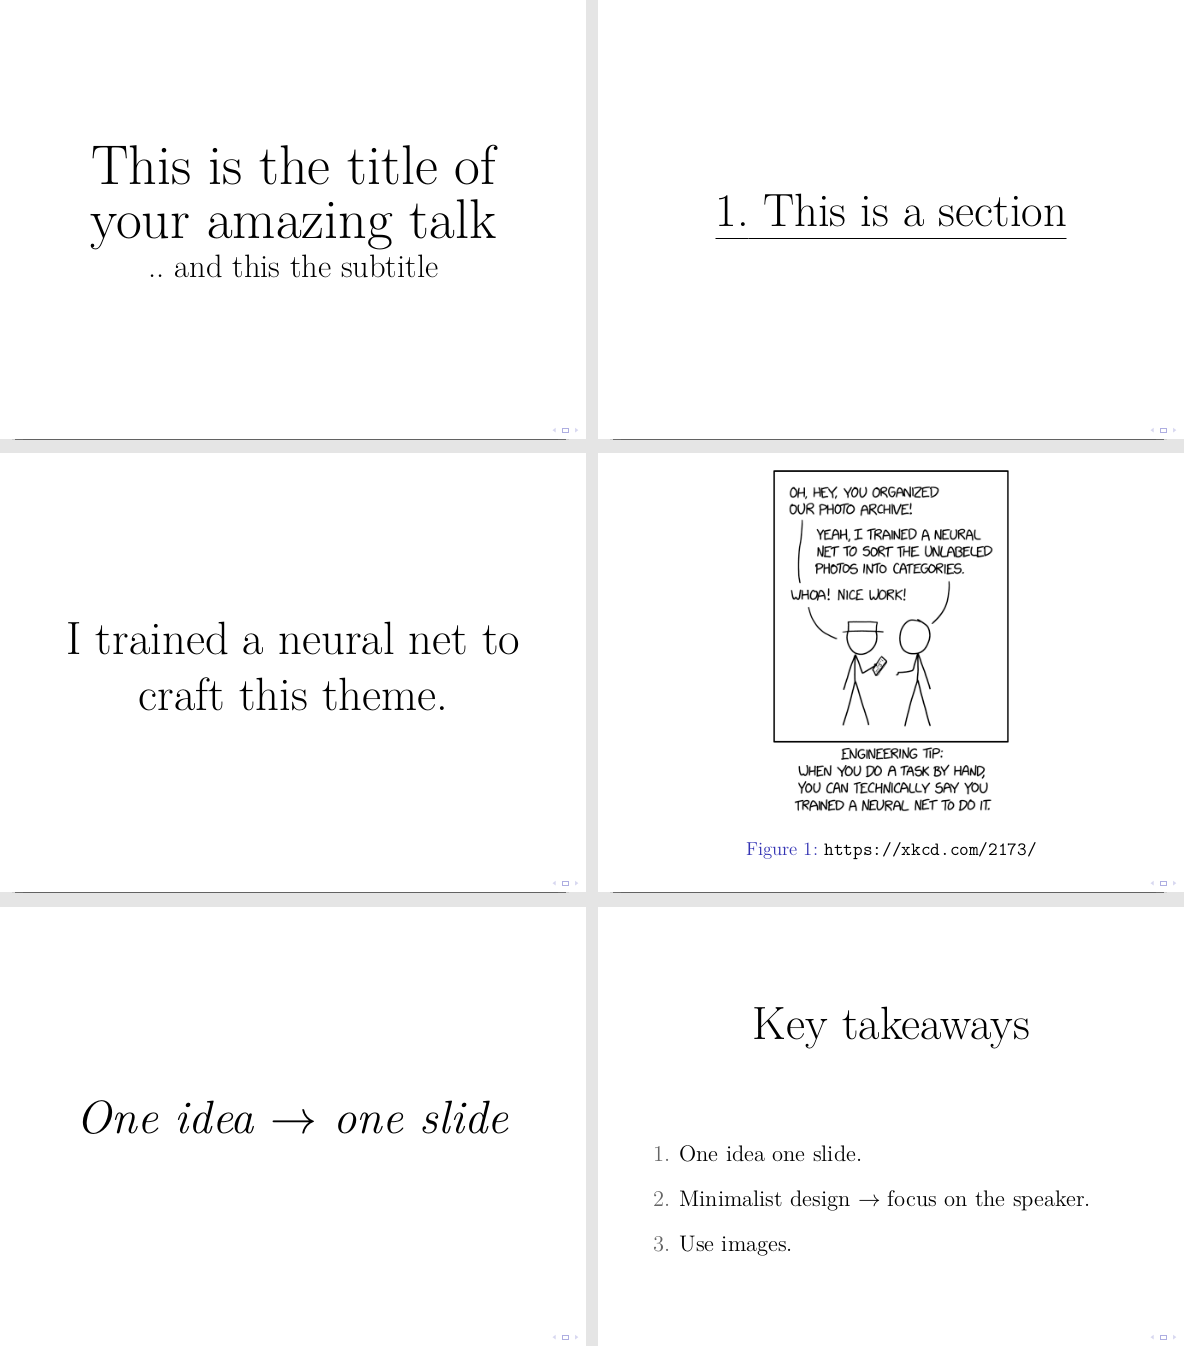 This is the title of
your amazing talk
.. and this the subtitle
1. This is a section
I trained a neural net to
craft this theme.
OH, HEY, YOU ORGANIZED
OUR PHOTO ARCHIVE!
YEAH, I TRAINED A NEURAL
NET TO SORT THE UNLABELED
PHOTOS INTO CATEGORIES.
WHOA! NICE WORK!
ENGINEERING TIP:
WHEN YOU DO A TASK BY HAND,
YOU CAN TECHNICALLY SAY YOU
TRAINED A NEURAL NET TO DO IT.
Figure 1: https://xkcd.com/2173/
One idea → one slide
Key takeaways
1. One idea one slide.
2. Minimalist design → focus on the speaker.
3. Use images.